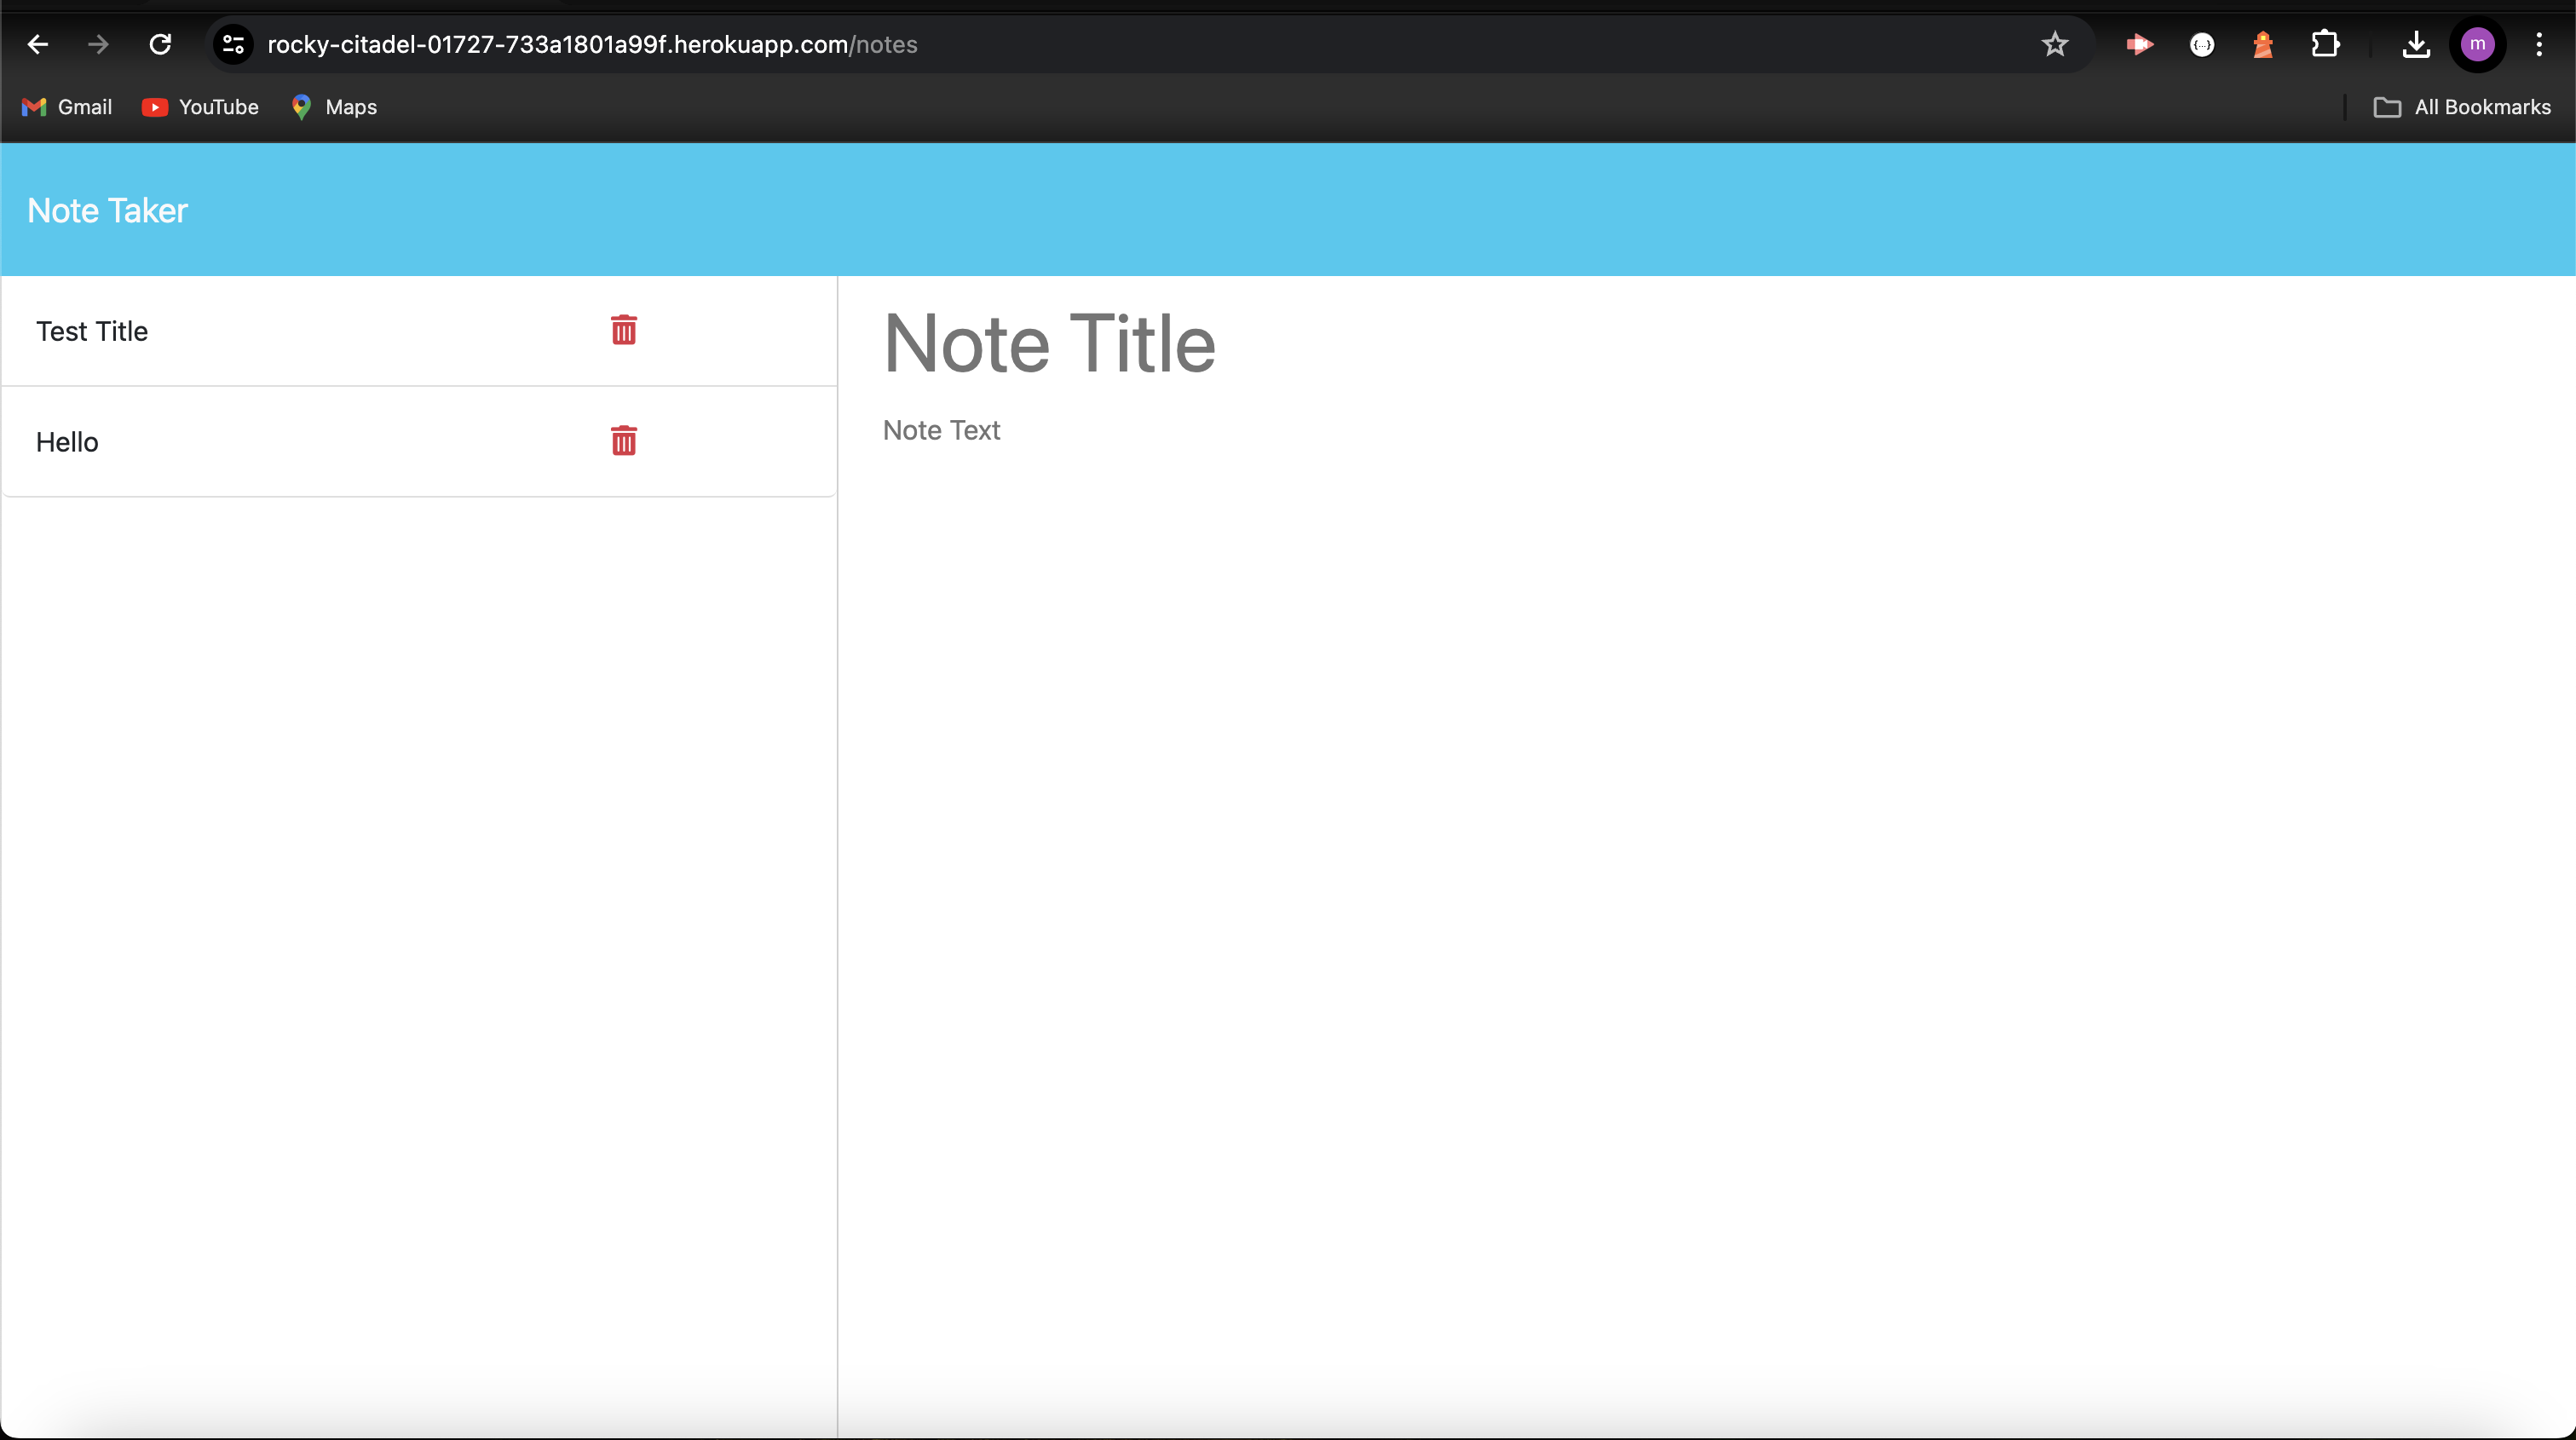 rocky-citadel-01727-733a1801a99f.herokuapp.com/notes
m
Gmail YouTube Maps All Bookmarks
Note Taker
Test Title
Hello
Note Title
Note Text